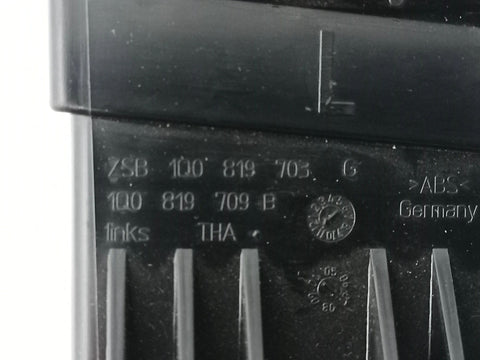 L
ZSB 1Q0 819 703 G
1Q0 819 709 B
links THA
>ABS<
Germany